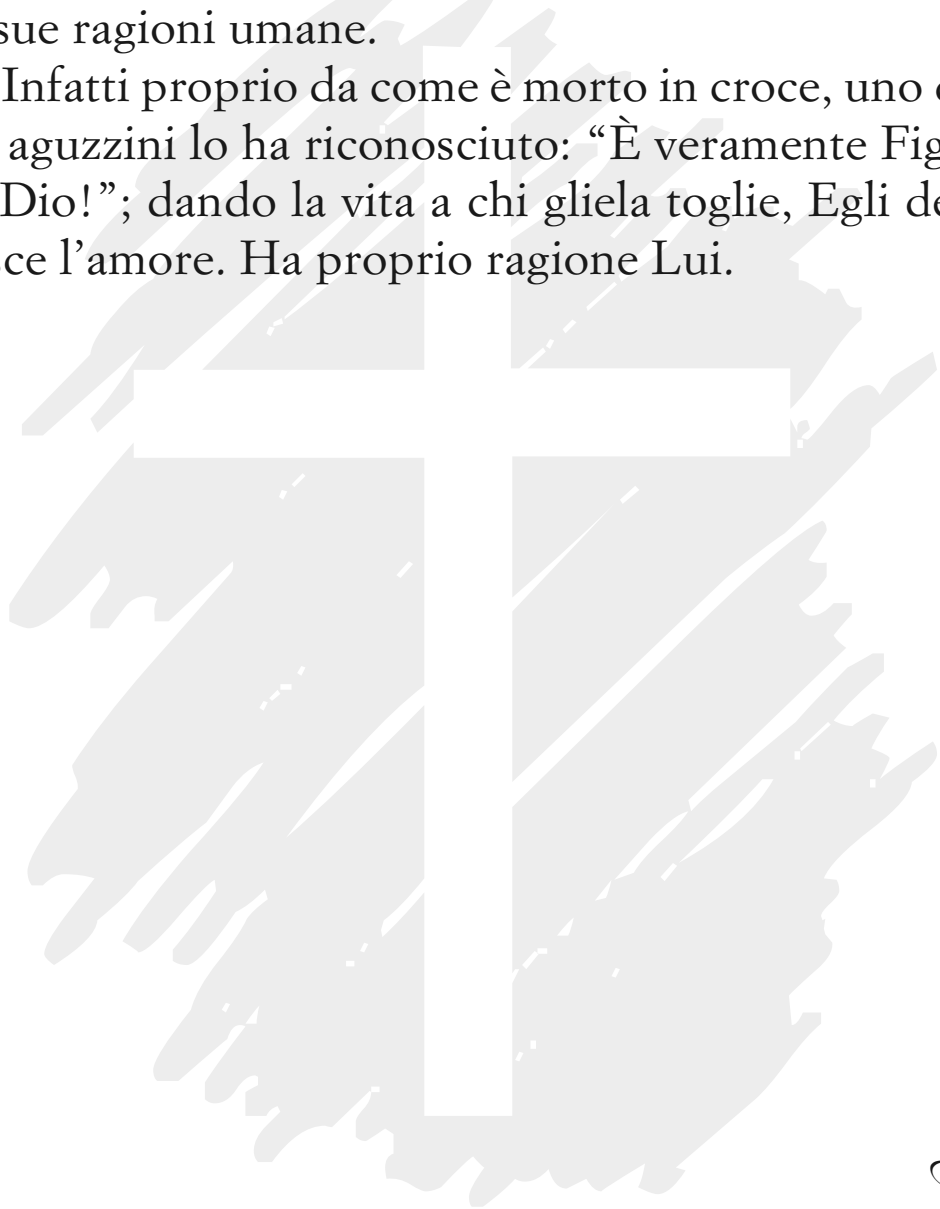 sue ragioni umane.
Infatti proprio da come è morto in croce, uno
aguzzini lo ha riconosciuto: “È veramente Fig
Dio!”; dando la vita a chi gliela toglie, Egli de
ce l’amore. Ha proprio ragione Lui.